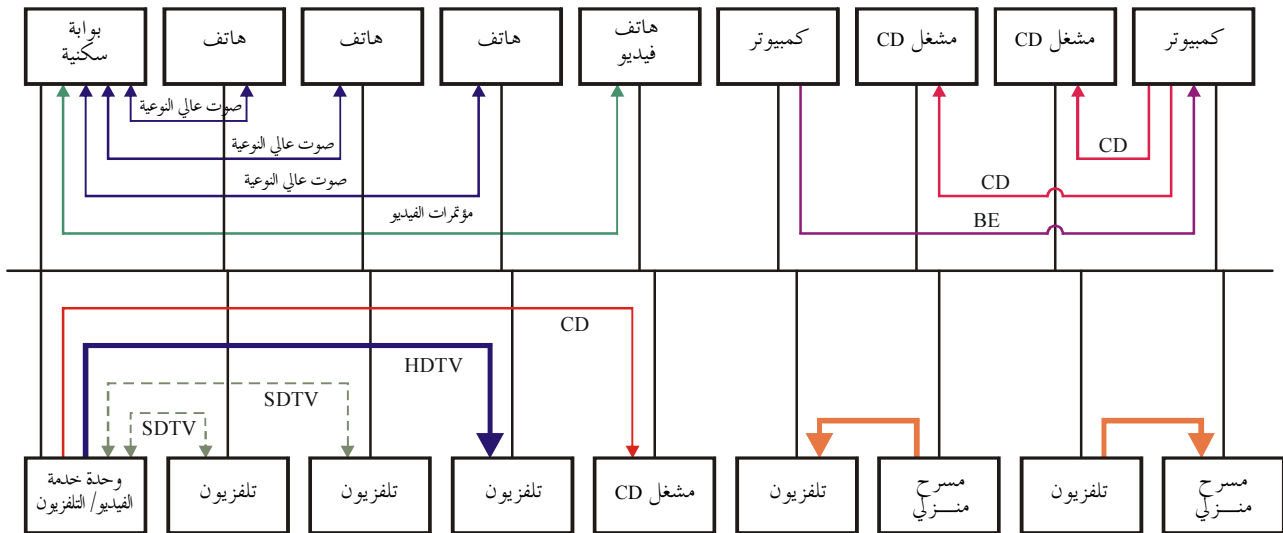 بوابة
سكنية
هاتف
هاتف
هاتف
هاتف
فيديو
كمبيوتر
مشغل CD
مشغل CD
كمبيوتر
صوت عالي النوعية
صوت عالي النوعية
صوت عالي النوعية
مؤتمرات الفيديو
CD
CD
BE
CD
HDTV
SDTV
SDTV
وحدة خدمة
الفيديو/ التلفزيون
تلفزيون
تلفزيون
تلفزيون
مشغل CD
تلفزيون
مسرح
منـــزلي
تلفزيون
مسرح
منـــزلي